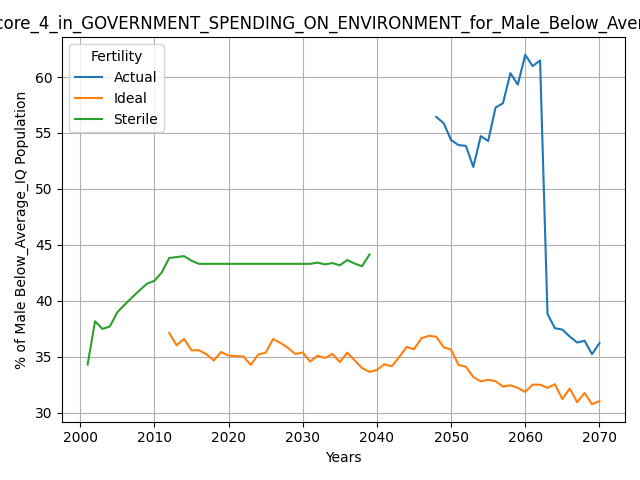 core_4_in_GOVERNMENT_SPENDING_ON_ENVIRONMENT_for_Male_Below_Aver
Fertility
Actual
Ideal
Sterile
% of Male Below_Average_IQ Population
60
55
50
45
40
35
30
2000 2010 2020 2030 2040 2050 2060 2070
Years